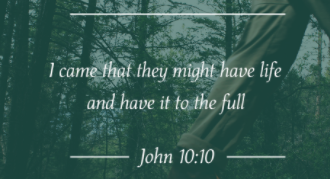 I came that they might have life
and have it to the full
John 10:10